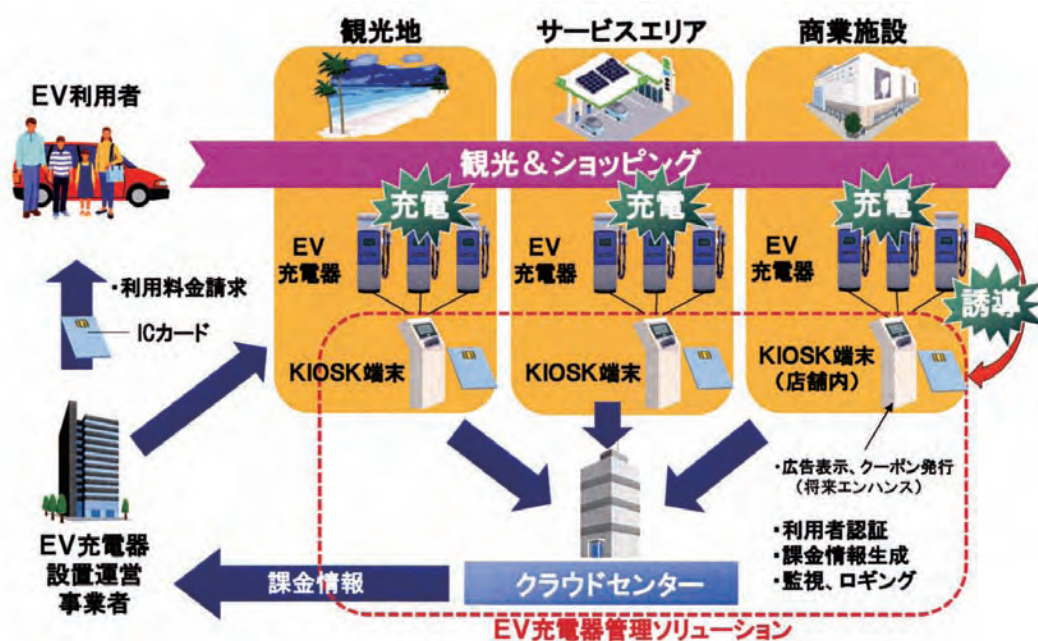 観光地
サービスエリア
商業施設
EV利用者
観光&ショッピング
充電
充電
充電
EV
充電器
EV
充電器
EV
充電器
誘導
・利用料金請求
ICカード
KIOSK端末
KIOSK端末
KIOSK端末
(店舗内)
・広告表示、クーポン発行
(将来エンハンス)
・利用者認証
・課金情報生成
・監視、ロギング
EV充電器
設置運営
事業者
課金情報
クラウドセンター
EV充電器管理ソリューション